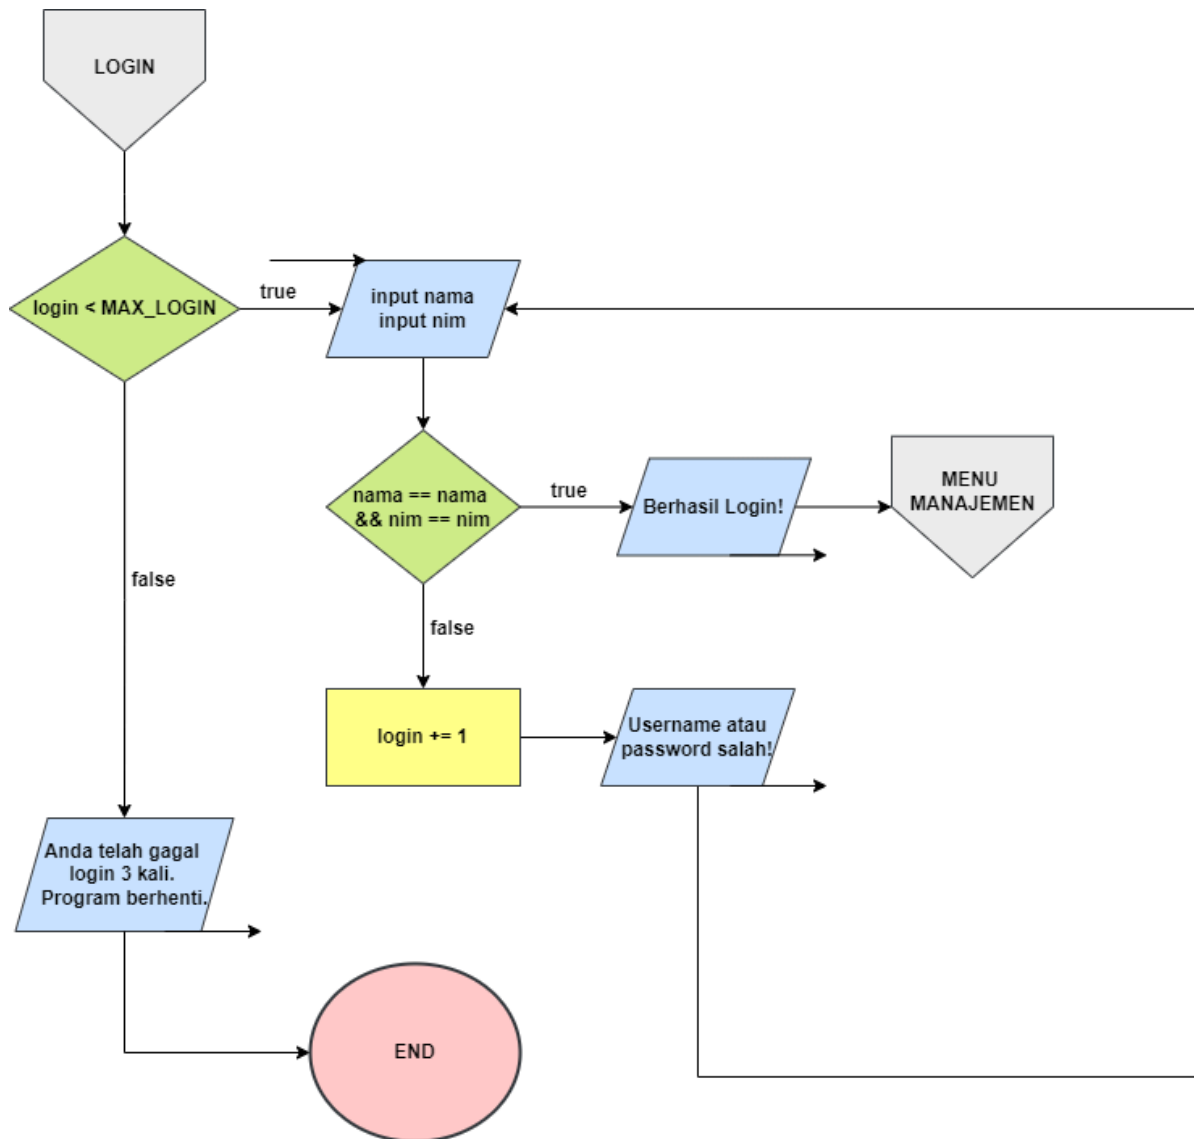 LOGIN
login < MAX_LOGIN
true
input nama
input nim
nama == nama
&& nim == nim
true
Berhasil Login!
MENU
MANAJEMEN
false
false
login += 1
Username atau
password salah!
Anda telah gagal
login 3 kali.
Program berhenti.
END